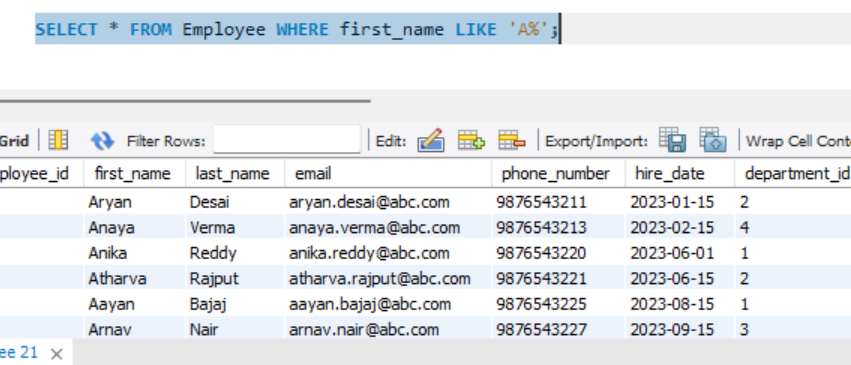 SELECT * FROM Employee WHERE first_name LIKE 'A%';
Grid Filter Rows: Edit: Export/Import: Wrap Cell Conte
ployee_id first_name last_name email phone_number hire_date department_id
Aryan Desai aryan.desai@abc.com 9876543211 2023-01-15 2
Anaya Verma anaya.verma@abc.com 9876543213 2023-02-15 4
Anika Reddy anika.reddy@abc.com 9876543220 2023-06-01 1
Atharva Rajput atharva.rajput@abc.com 9876543221 2023-06-15 2
Aayan Bajaj aayan.bajaj@abc.com 9876543225 2023-08-15 1
Arnav Nair arnav.nair@abc.com 9876543227 2023-09-15 3
ee 21